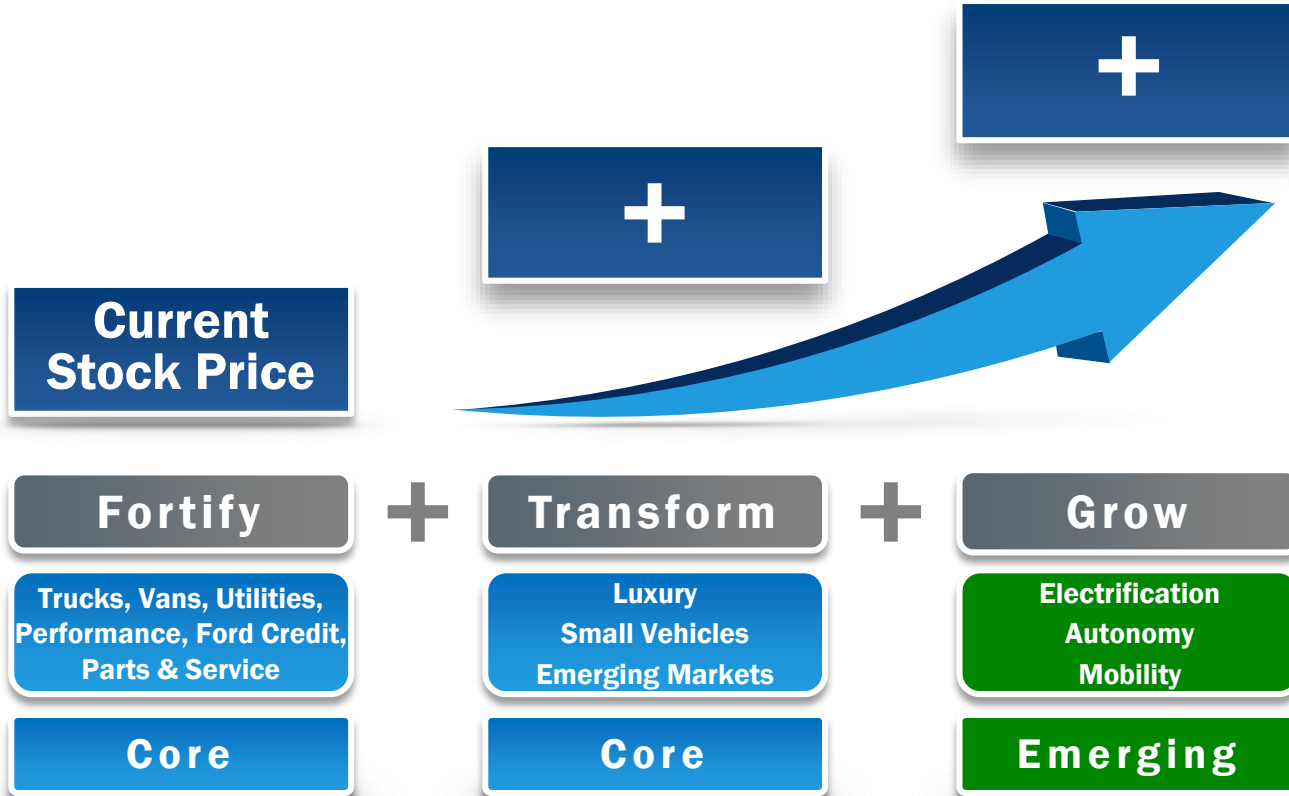 +
+
Current
Stock Price
Fortify + Transform + Grow
Trucks, Vans, Utilities,
Performance, Ford Credit,
Parts & Service
Luxury
Small Vehicles
Emerging Markets
Electrification
Autonomy
Mobility
Core
Core
Emerging